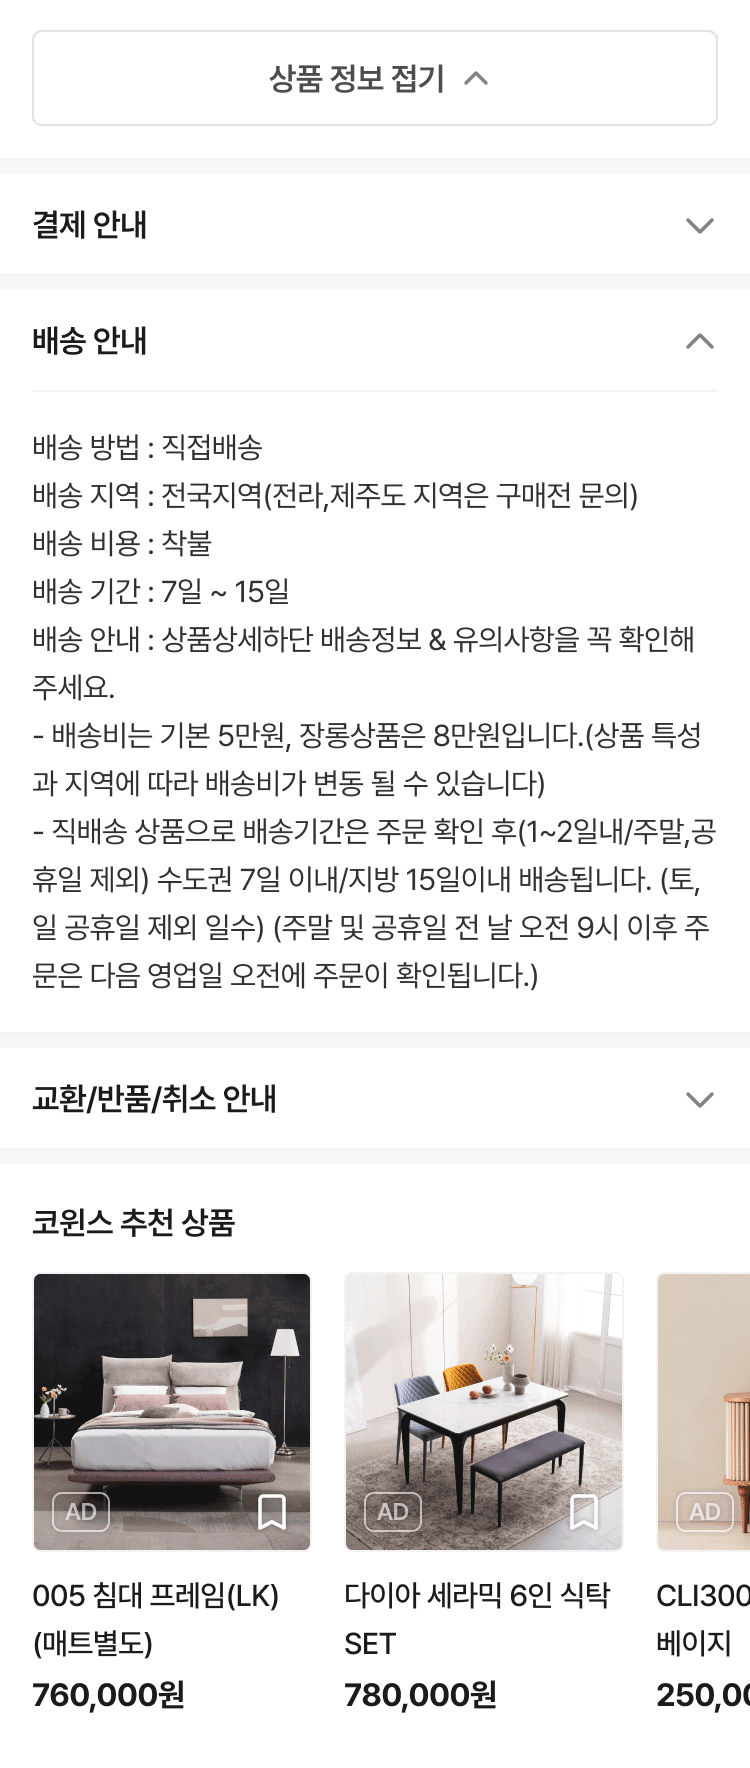 상품 정보 접기
결제 안내
배송 안내
배송 방법 : 직접배송
배송 지역 : 전국지역(전라,제주도 지역은 구매전 문의)
배송 비용 : 착불
배송 기간 : 7일 ~ 15일
배송 안내 : 상품상세하단 배송정보 & 유의사항을 꼭 확인해
주세요.
- 배송비는 기본 5만원, 장롱상품은 8만원입니다.(상품 특성
과 지역에 따라 배송비가 변동 될 수 있습니다)
- 직배송 상품으로 배송기간은 주문 확인 후(1~2일내/주말,공
휴일 제외) 수도권 7일 이내/지방 15일이내 배송됩니다. (토,
일 공휴일 제외 일수) (주말 및 공휴일 전 날 오전 9시 이후 주
문은 다음 영업일 오전에 주문이 확인됩니다.)
교환/반품/취소 안내
코윈스 추천 상품
AD
AD
AD
005 침대 프레임(LK)
(매트별도)
760,000원
다이아 세라믹 6인 식탁
SET
780,000원
CLI300
베이지
250,00